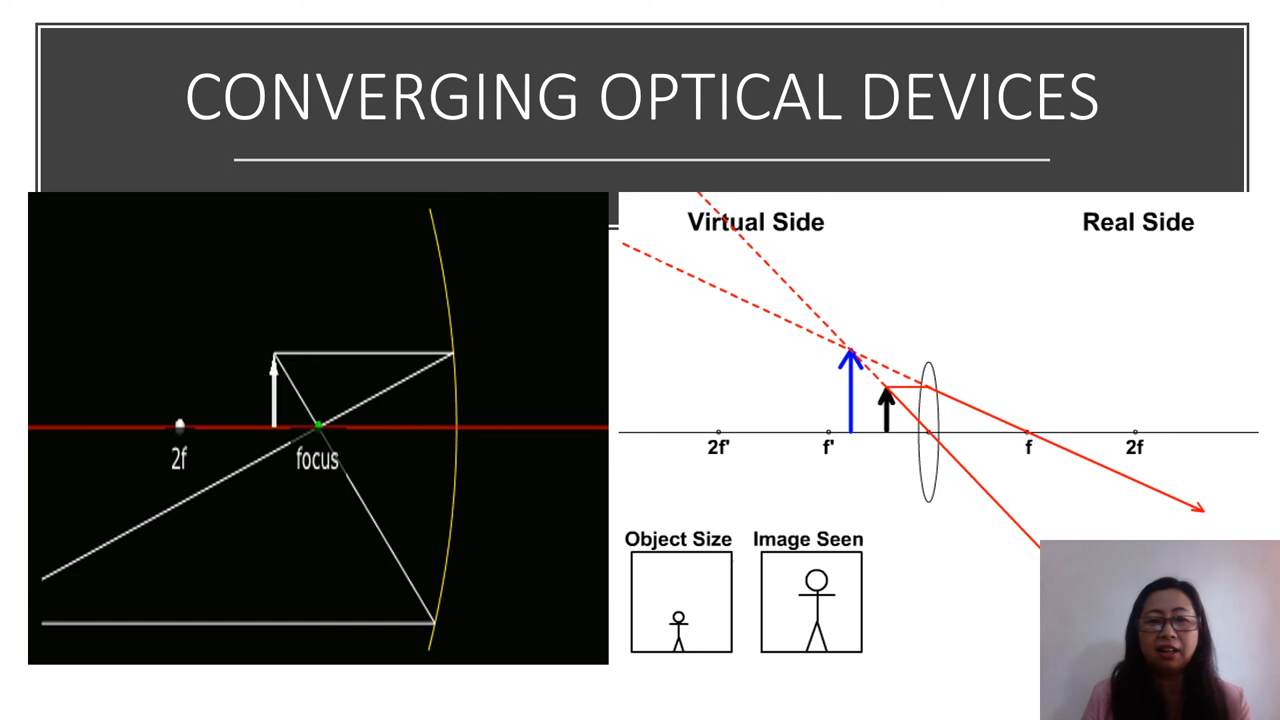 CONVERGING OPTICAL DEVICES
2f
focus
Virtual Side
Real Side
2f'
f'
f
2f
Object Size
Image Seen